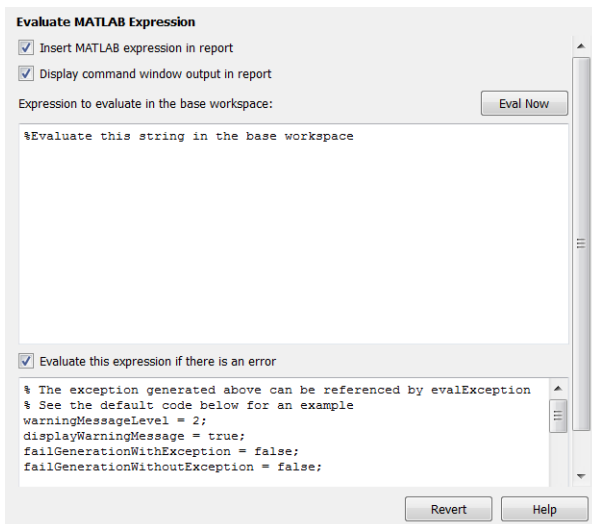 Evaluate MATLAB Expression
Insert MATLAB expression in report
Display command window output in report
Expression to evaluate in the base workspace:
Eval Now
%Evaluate this string in the base workspace
Evaluate this expression if there is an error
% The exception generated above can be referenced by evalException
% See the default code below for an example
warningMessageLevel = 2;
displayWarningMessage = true;
failGenerationWithException = false;
failGenerationWithoutException = false;
Revert
Help